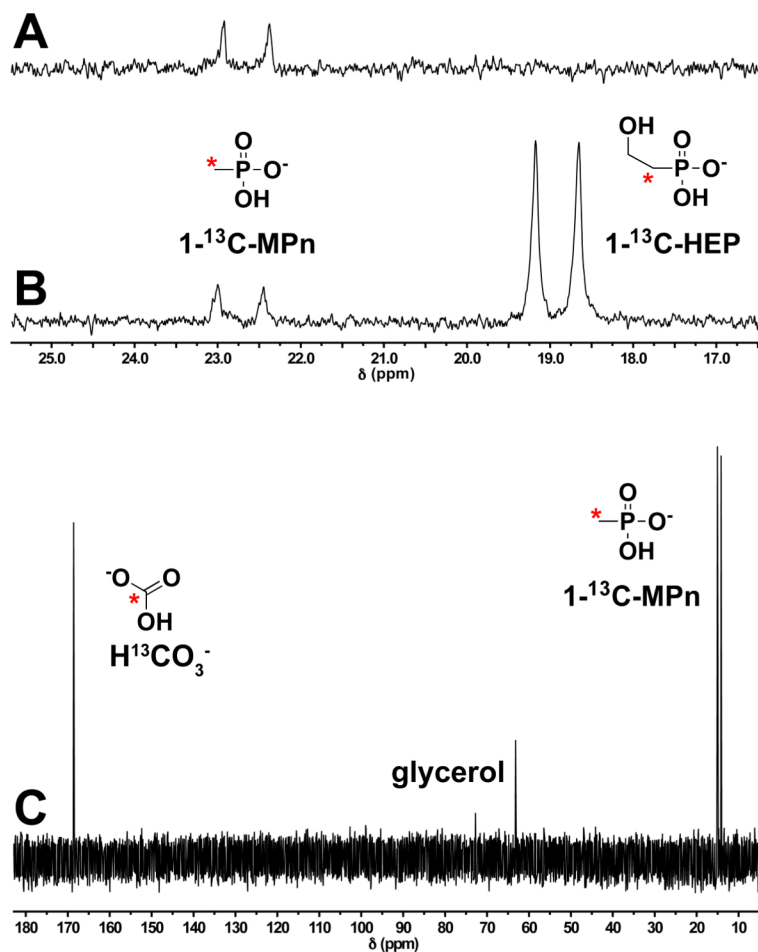 A
O
P
O⁻
OH
*
1-¹³C-MPn
OH
O
P
O⁻
OH
*
1-¹³C-HEP
B
25.0 24.0 23.0 22.0 21.0 20.0 19.0 18.0 17.0
δ (ppm)
⁻O
O
*
OH
H¹³CO₃⁻
*
O
P
O⁻
OH
1-¹³C-MPn
glycerol
C
180 170 160 150 140 130 120 110 100 90 80 70 60 50 40 30 20 10
δ (ppm)